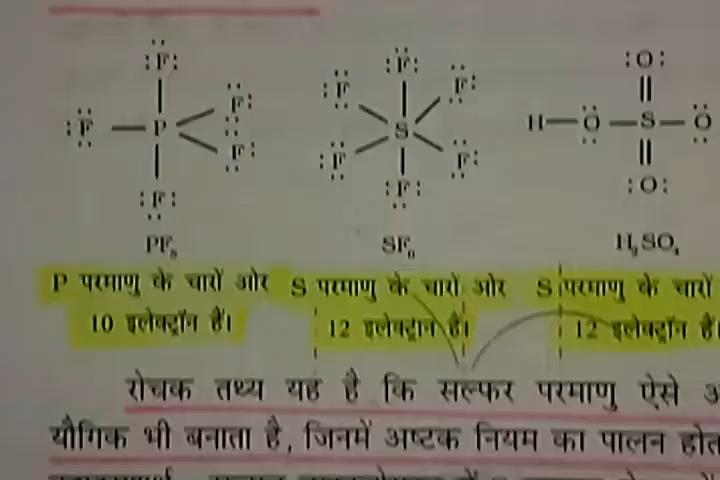 :F: :F: :O:
:F F: :F F:
:F — P F: S H—O—S—O
:F: :F F: :F: :O:
PF₅ SF₆ H₂SO₄
P परमाणु के चारों ओर S परमाणु के चारों ओर S परमाणु के चारों
10 इलेक्ट्रॉन हैं। 12 इलेक्ट्रॉन हैं। 12 इलेक्ट्रॉन हैं।
रोचक तथ्य यह है कि सल्फर परमाणु ऐसे
यौगिक भी बनाता है, जिनमें अष्टक नियम का पालन होत